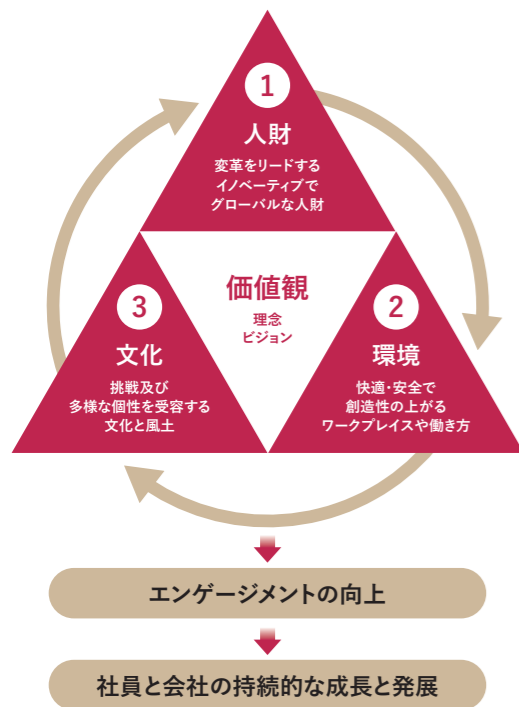 1
人財
変革をリードする
イノベーティブで
グローバルな人財
価値観
理念
ビジョン
2
環境
快適・安全で
創造性の上がる
ワークプレイスや働き方
3
文化
挑戦及び
多様な個性を受容する
文化と風土
エンゲージメントの向上
社員と会社の持続的な成長と発展